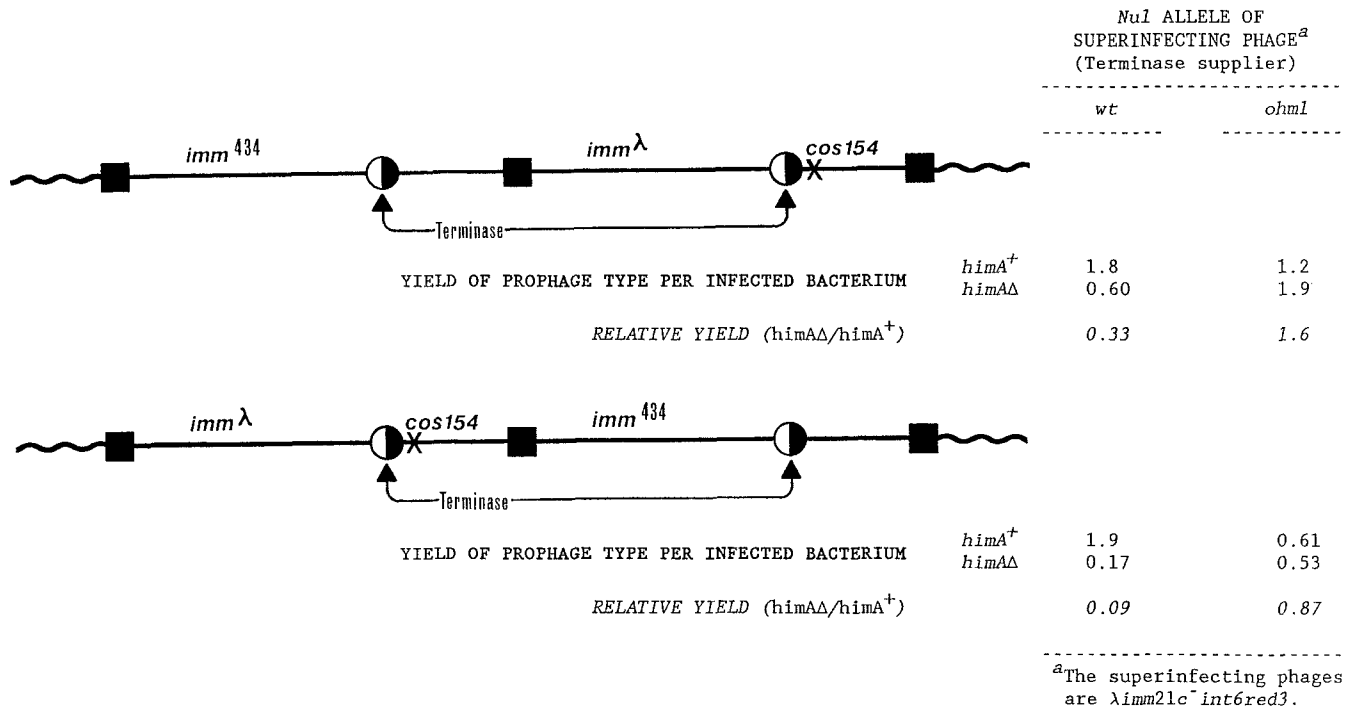 Nul ALLELE OF
SUPERINFECTING PHAGEa
(Terminase supplier)
wt ohm1
imm434 immλ cos154
Terminase
himA+ 1.8 1.2
YIELD OF PROPHAGE TYPE PER INFECTED BACTERIUM
himAΔ 0.60 1.9
RELATIVE YIELD (himAΔ/himA+) 0.33 1.6
immλ cos154 imm434
Terminase
himA+ 1.9 0.61
YIELD OF PROPHAGE TYPE PER INFECTED BACTERIUM
himAΔ 0.17 0.53
RELATIVE YIELD (himAΔ/himA+) 0.09 0.87
aThe superinfecting phages
are λimm21c-int6red3.